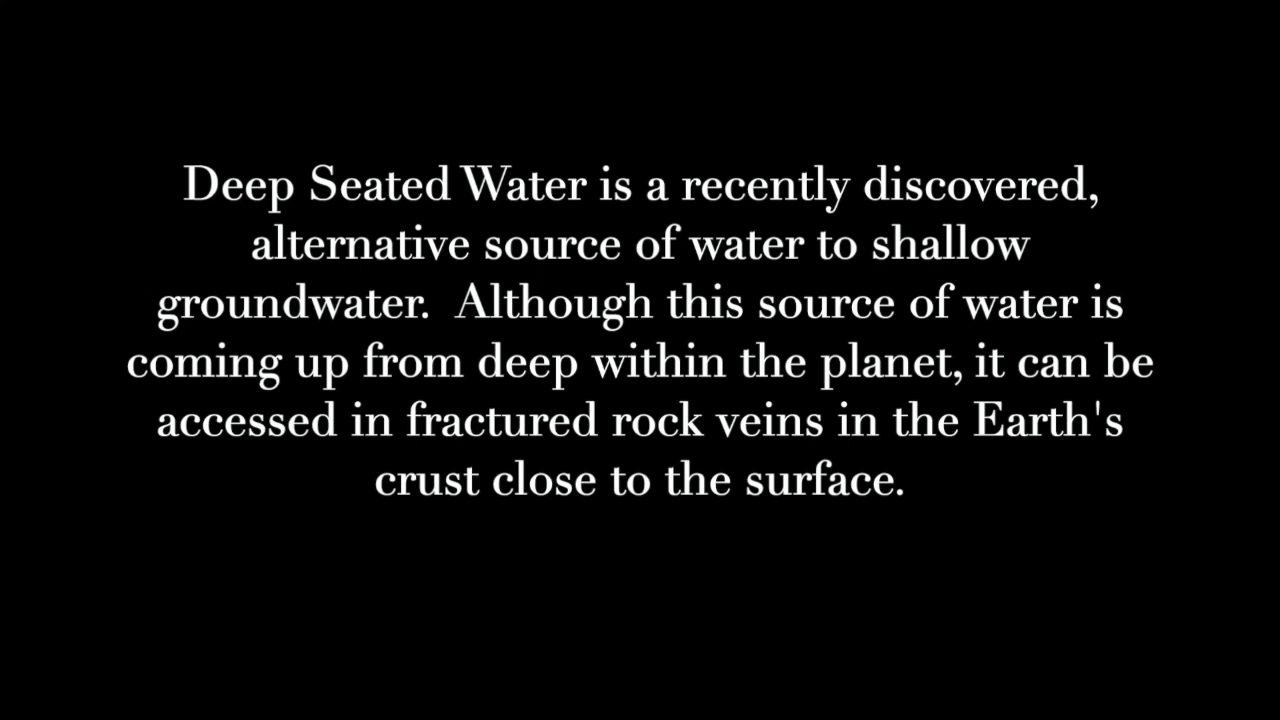 Deep Seated Water is a recently discovered,
alternative source of water to shallow
groundwater.  Although this source of water is
coming up from deep within the planet, it can be
accessed in fractured rock veins in the Earth's
crust close to the surface.